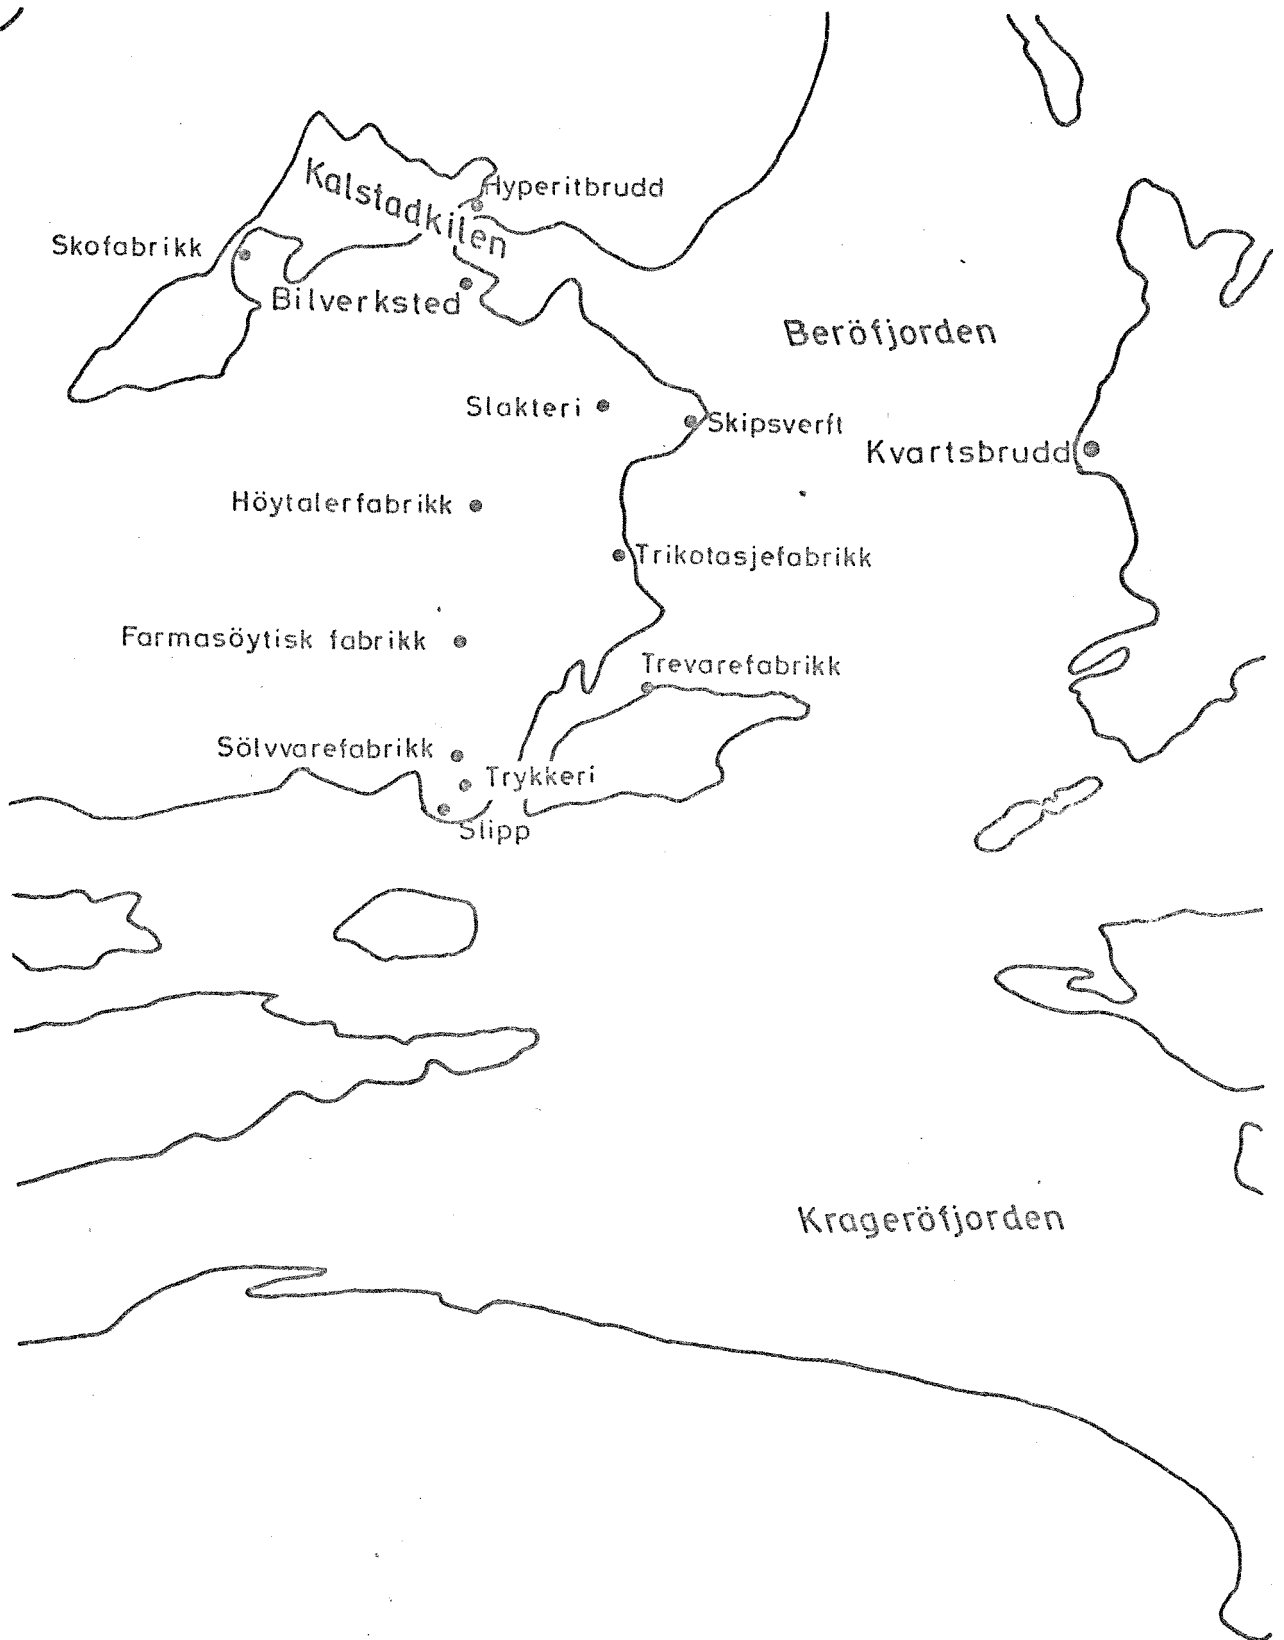 Kalstadkilen
Hyperitbrudd
Skofabrikk
Bilverksted
Beröfjorden
Slakteri
Skipsverft
Kvartsbrudd
Höytalerfabrikk
Trikotasjefabrikk
Farmasöytisk fabrikk
Trevarefabrikk
Sölvvarefabrikk
Trykkeri
Slipp
Krageröfjorden